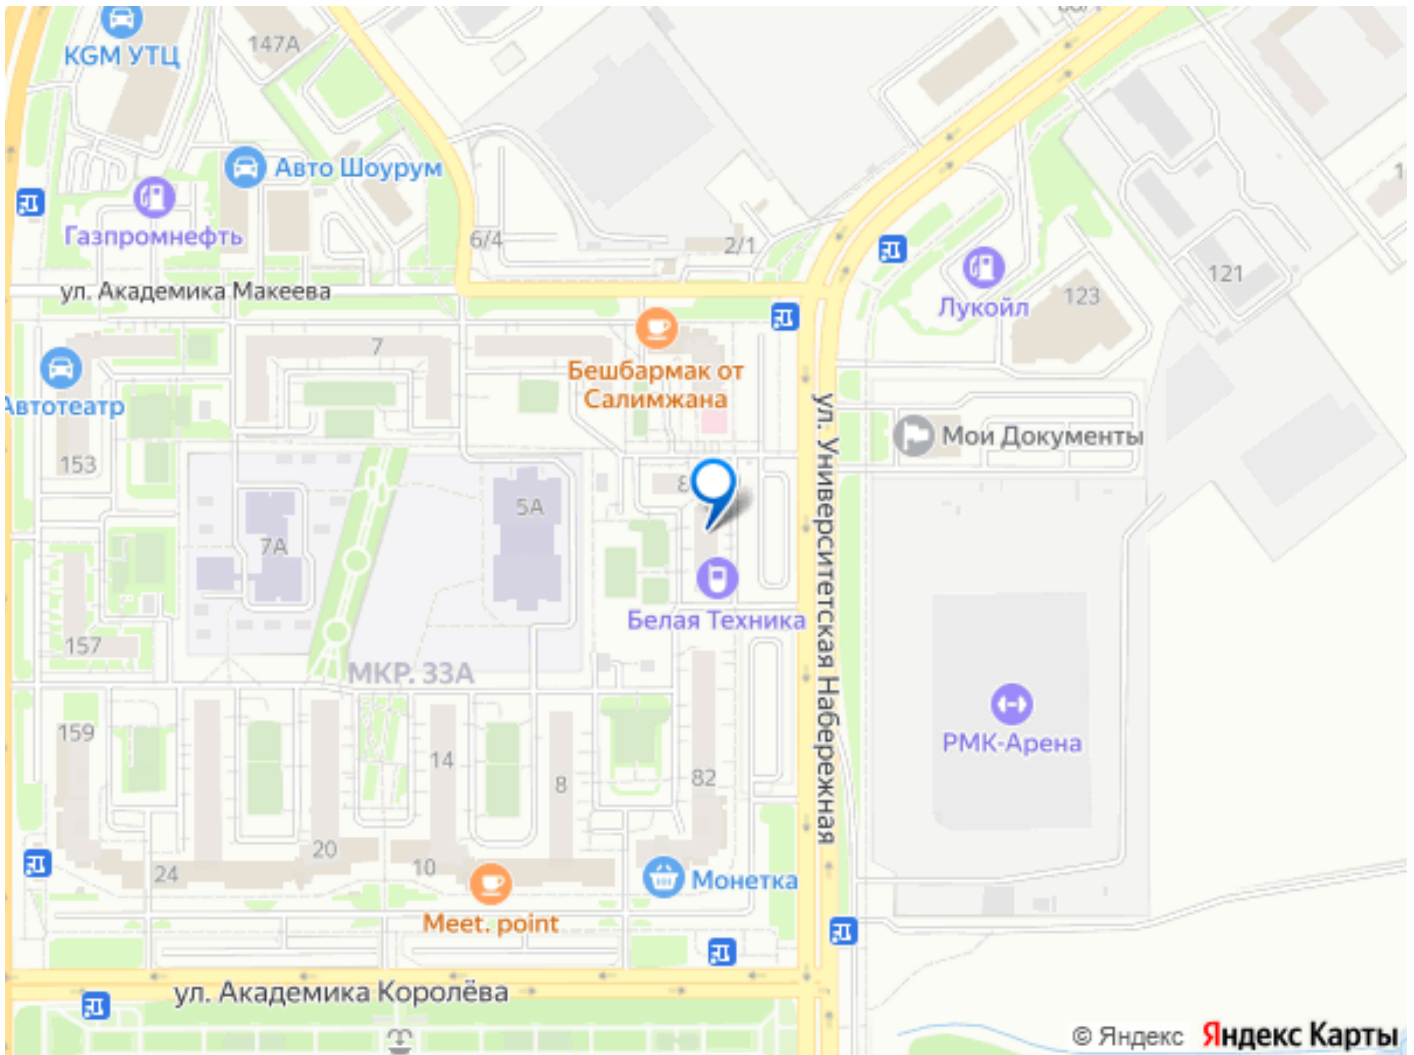 KGM УТЦ
147А
Авто Шоурум
Газпромнефть
6/4
2/1
121
ул. Академика Макеева
Лукойл
123
7
Бешбармак от
Салимжана
Автотеатр
ул. Университетская Набережная
Мои Документы
153
5А
7А
Белая Техника
157
МКР. 33А
159
РМК-Арена
14
8
82
20
10
24
Монетка
Meet. point
ул. Академика Королёва
© Яндекс Яндекс Карты